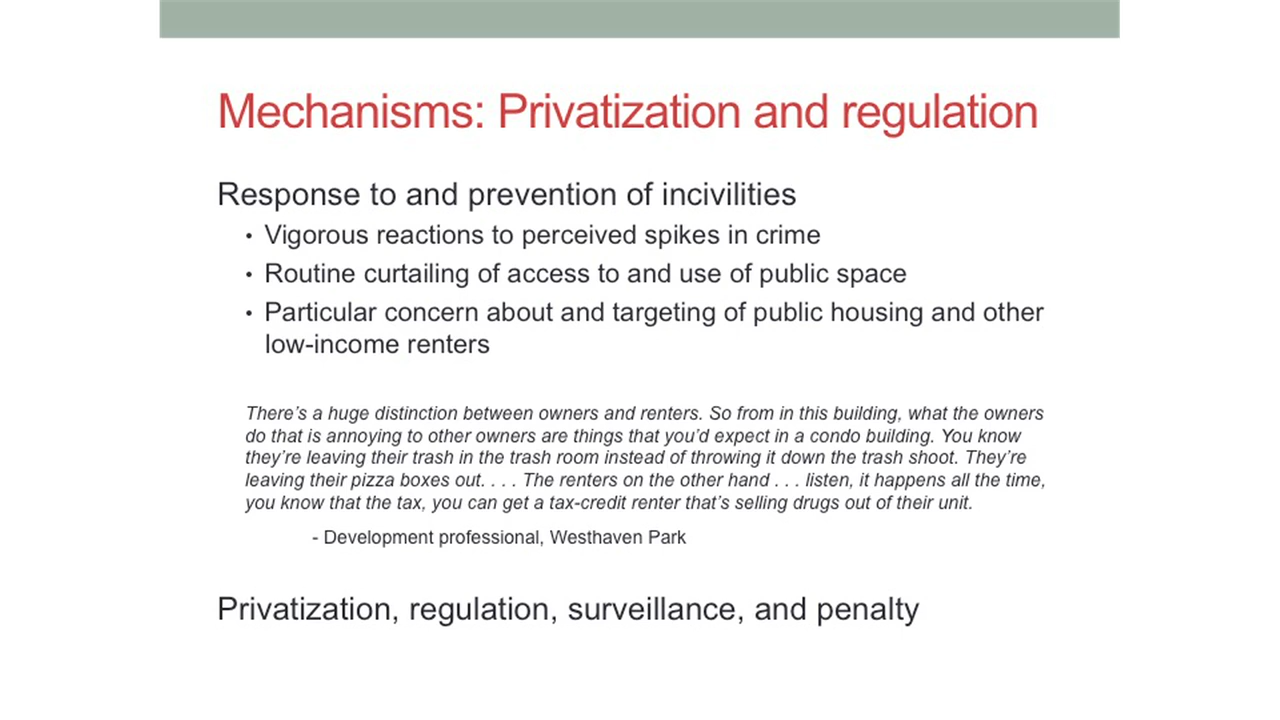 Mechanisms: Privatization and regulation
Response to and prevention of incivilities
• Vigorous reactions to perceived spikes in crime
• Routine curtailing of access to and use of public space
• Particular concern about and targeting of public housing and other
low-income renters
There’s a huge distinction between owners and renters. So from in this building, what the owners
do that is annoying to other owners are things that you’d expect in a condo building. You know
they’re leaving their trash in the trash room instead of throwing it down the trash shoot. They’re
leaving their pizza boxes out. . . . The renters on the other hand . . . listen, it happens all the time,
you know that the tax, you can get a tax-credit renter that’s selling drugs out of their unit.
- Development professional, Westhaven Park
Privatization, regulation, surveillance, and penalty